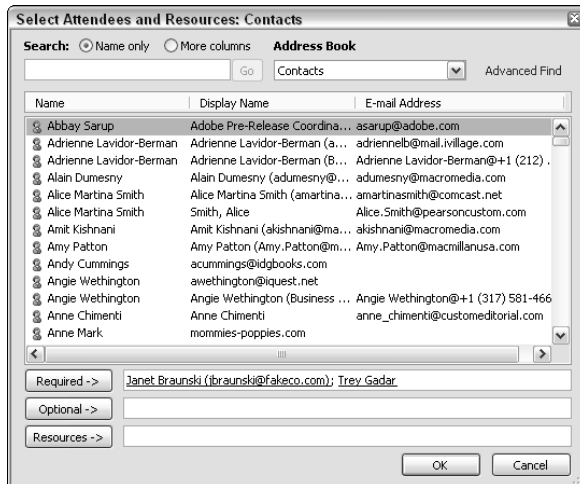 Select Attendees and Resources: Contacts
Search: Name only More columns Address Book
Go Contacts Advanced Find
Name Display Name E-mail Address
Abbay Sarup Adobe Pre-Release Coordina... asarup@adobe.com
Adrienne Lavidor-Berman Adrienne Lavidor-Berman (a... adriennelb@mail.ivillage.com
Adrienne Lavidor-Berman Adrienne Lavidor-Berman (B... Adrienne Lavidor-Berman@+1 (212) .
Alain Dumesny Alain Dumesny (adumesny@... adumesny@macromedia.com
Alice Martina Smith Alice Martina Smith (amartina... amartinasmith@comcast.net
Alice Martina Smith Smith, Alice Alice.Smith@pearsoncustom.com
Amit Kishnani Amit Kishnani (akishnani@ma... akishnani@macromedia.com
Amy Patton Amy Patton (Amy.Patton@m... Amy.Patton@macmillanusa.com
Andy Cummings acummings@idgbooks.com
Angie Wethington awethington@iquest.net
Angie Wethington Angie Wethington (Business ... Angie Wethington@+1 (317) 581-466
Anne Chimenti Anne Chimenti anne_chimenti@customeditorial.com
Anne Mark mommies-poppies.com
Required -> Janet Braunski (jbraunski@fakeco.com); Trey Gadar
Optional ->
Resources ->
OK Cancel